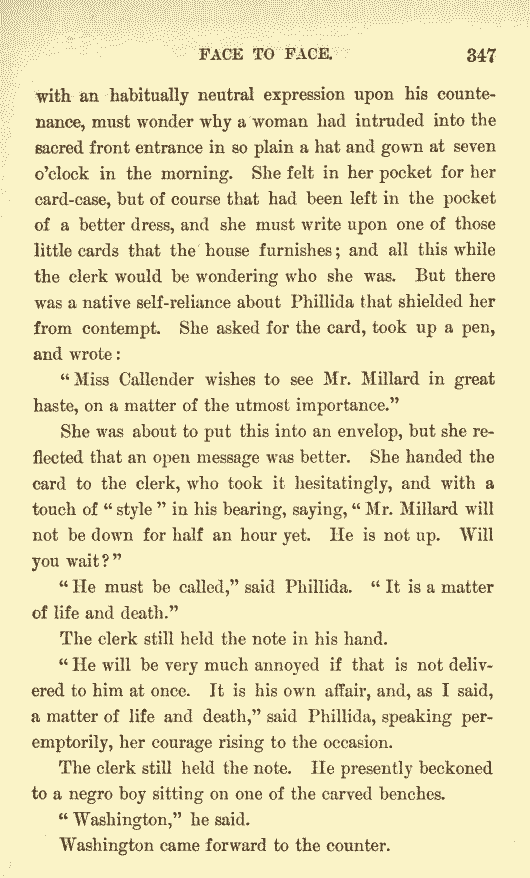 FACE TO FACE. 347
with an habitually neutral expression upon his counte-
nance, must wonder why a woman had intruded into the
sacred front entrance in so plain a hat and gown at seven
o'clock in the morning. She felt in her pocket for her
card-case, but of course that had been left in the pocket
of a better dress, and she must write upon one of those
little cards that the house furnishes; and all this while
the clerk would be wondering who she was. But there
was a native self-reliance about Phillida that shielded her
from contempt. She asked for the card, took up a pen,
and wrote:
“Miss Callender wishes to see Mr. Millard in great
haste, on a matter of the utmost importance.”
She was about to put this into an envelop, but she re-
flected that an open message was better. She handed the
card to the clerk, who took it hesitatingly, and with a
touch of “style” in his bearing, saying, “Mr. Millard will
not be down for half an hour yet. He is not up. Will
you wait?”
“He must be called,” said Phillida. “It is a matter
of life and death.”
The clerk still held the note in his hand.
“He will be very much annoyed if that is not deliv-
ered to him at once. It is his own affair, and, as I said,
a matter of life and death,” said Phillida, speaking per-
emptorily, her courage rising to the occasion.
The clerk still held the note. He presently beckoned
to a negro boy sitting on one of the carved benches.
“Washington,” he said.
Washington came forward to the counter.